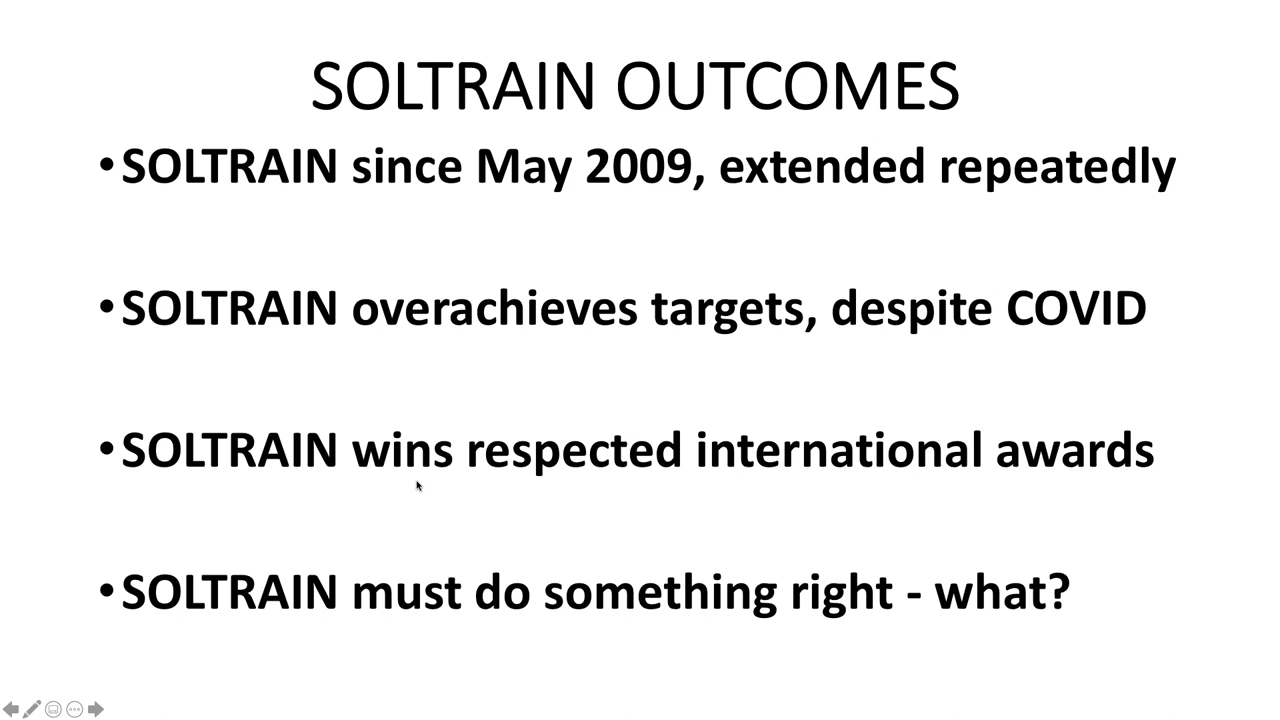 SOLTRAIN OUTCOMES
•SOLTRAIN since May 2009, extended repeatedly
•SOLTRAIN overachieves targets, despite COVID
•SOLTRAIN wins respected international awards
•SOLTRAIN must do something right - what?